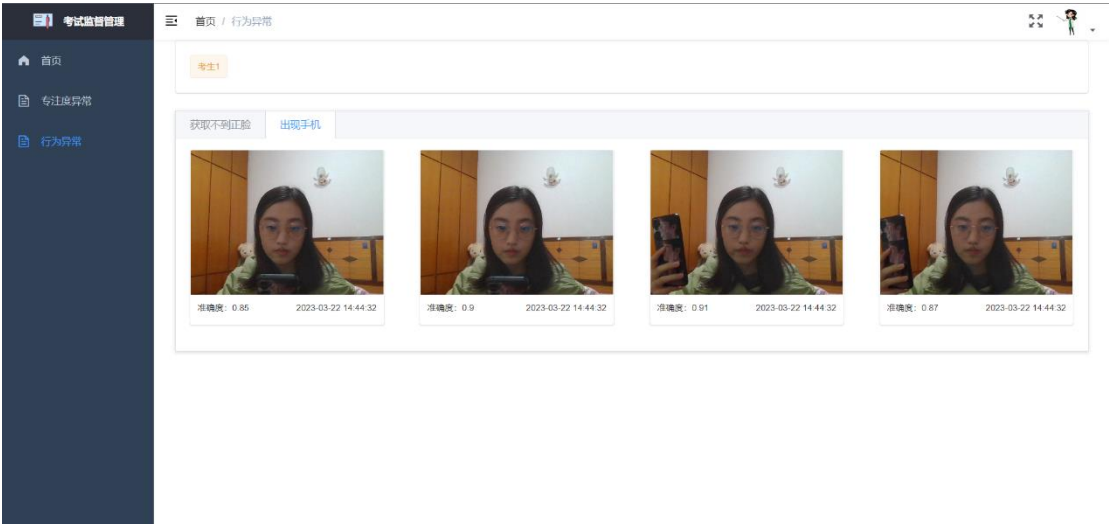 考试监督管理
首页 / 行为异常
首页
专注度异常
行为异常
考生1
获取不到正脸 出现手机
准确度：0.85 2023-03-22 14:44:32
准确度：0.9 2023-03-22 14:44:32
准确度：0.91 2023-03-22 14:44:32
准确度：0.87 2023-03-22 14:44:32